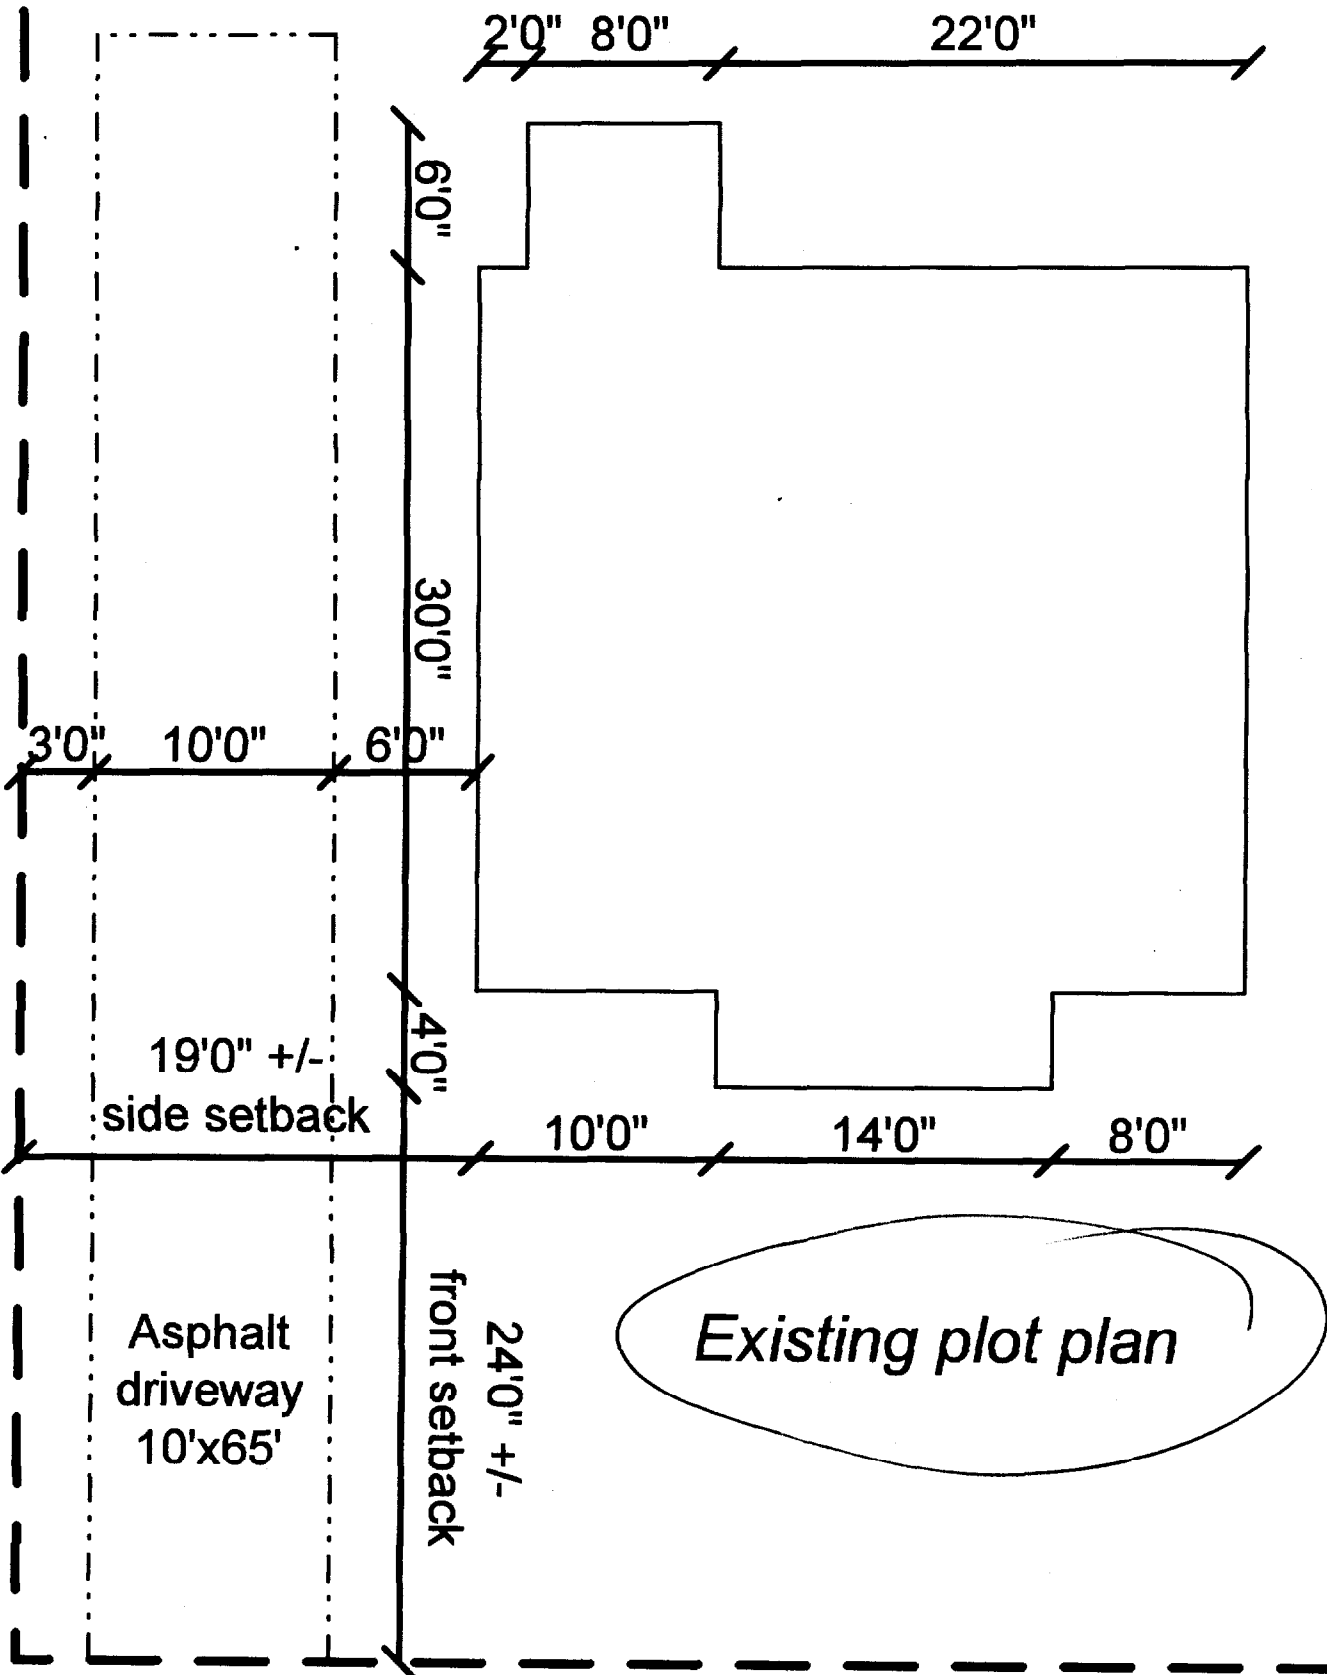 2'0" 8'0" 22'0"
6'0"
30'0"
3'0" 10'0" 6'0"
4'0"
19'0" +/-
side setback
10'0" 14'0" 8'0"
24'0" +/-
front setback
Existing plot plan
Asphalt
driveway
10'x65'